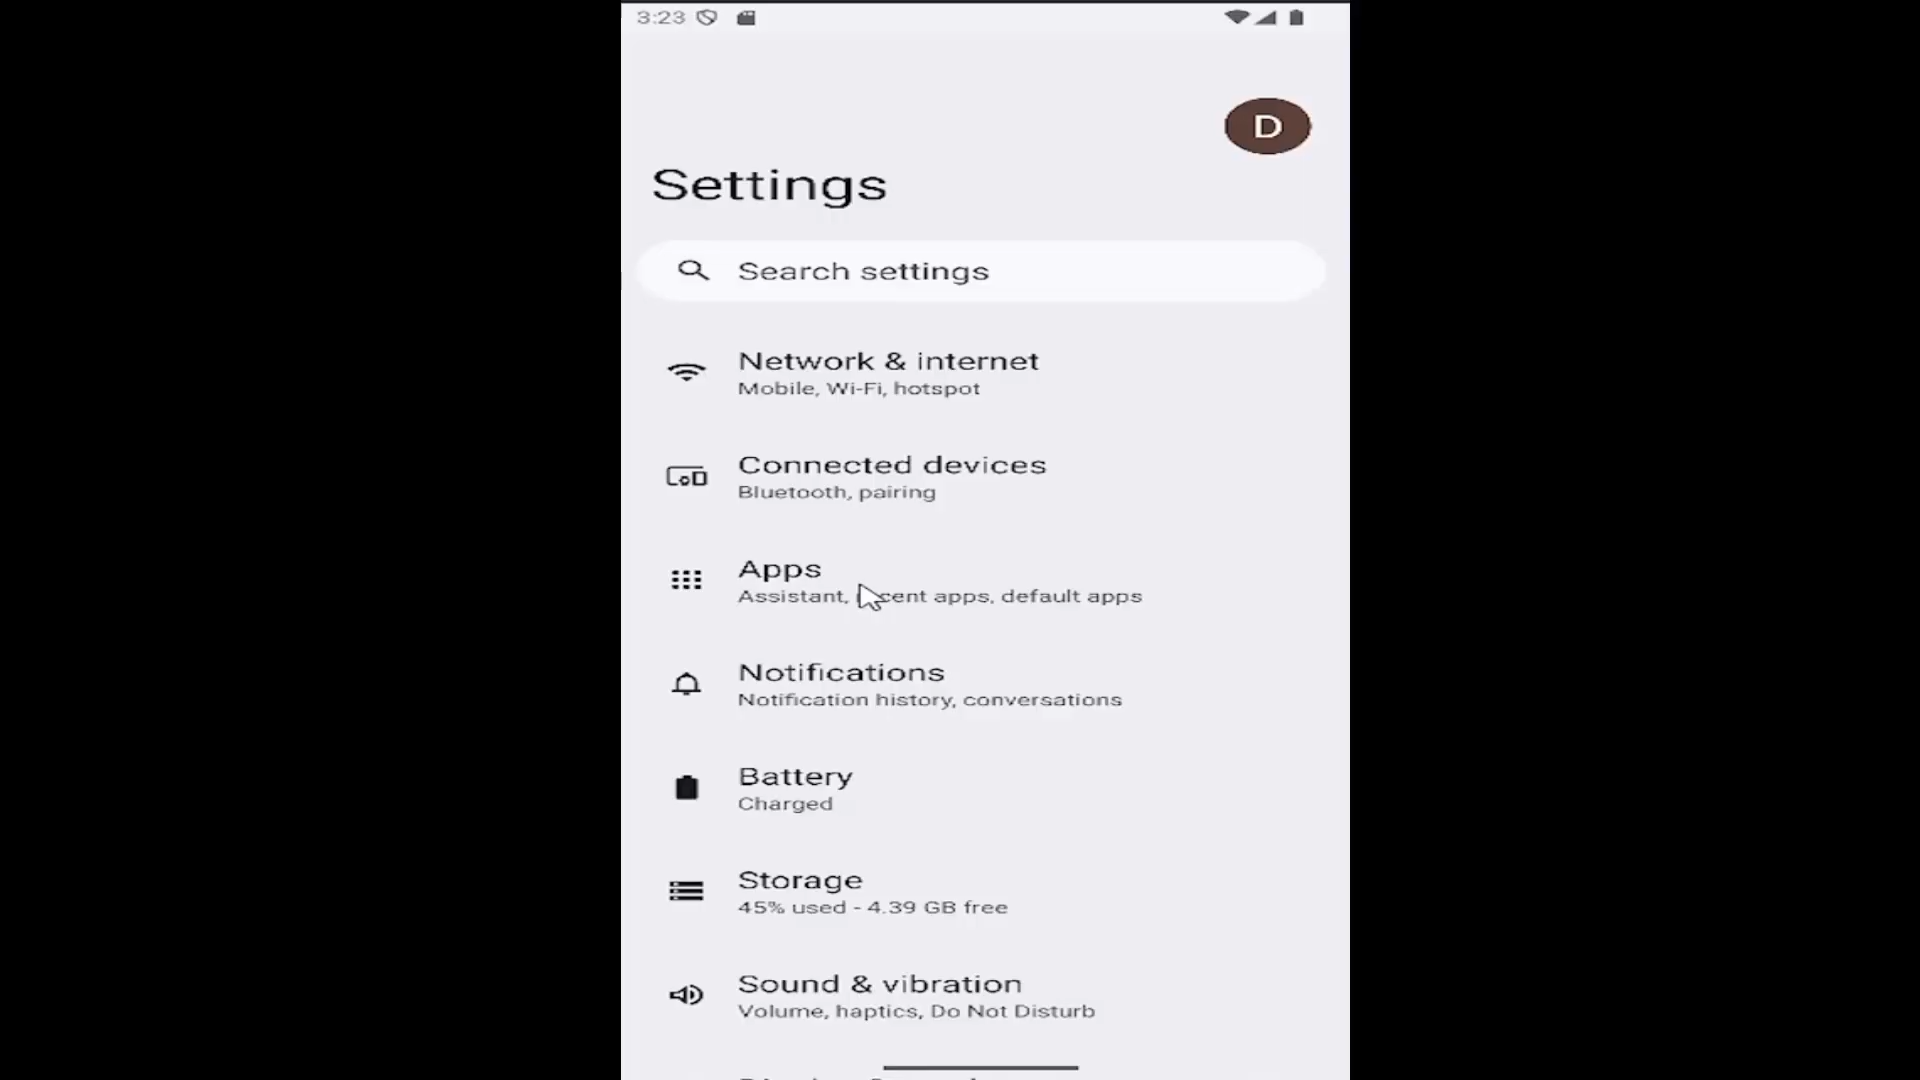 3:23
D
Settings
Search settings
Network & internet
Mobile, Wi-Fi, hotspot
Connected devices
Bluetooth, pairing
Apps
Assistant, cent apps, default apps
Notifications
Notification history, conversations
Battery
Charged
Storage
45% used - 4.39 GB free
Sound & vibration
Volume, haptics, Do Not Disturb